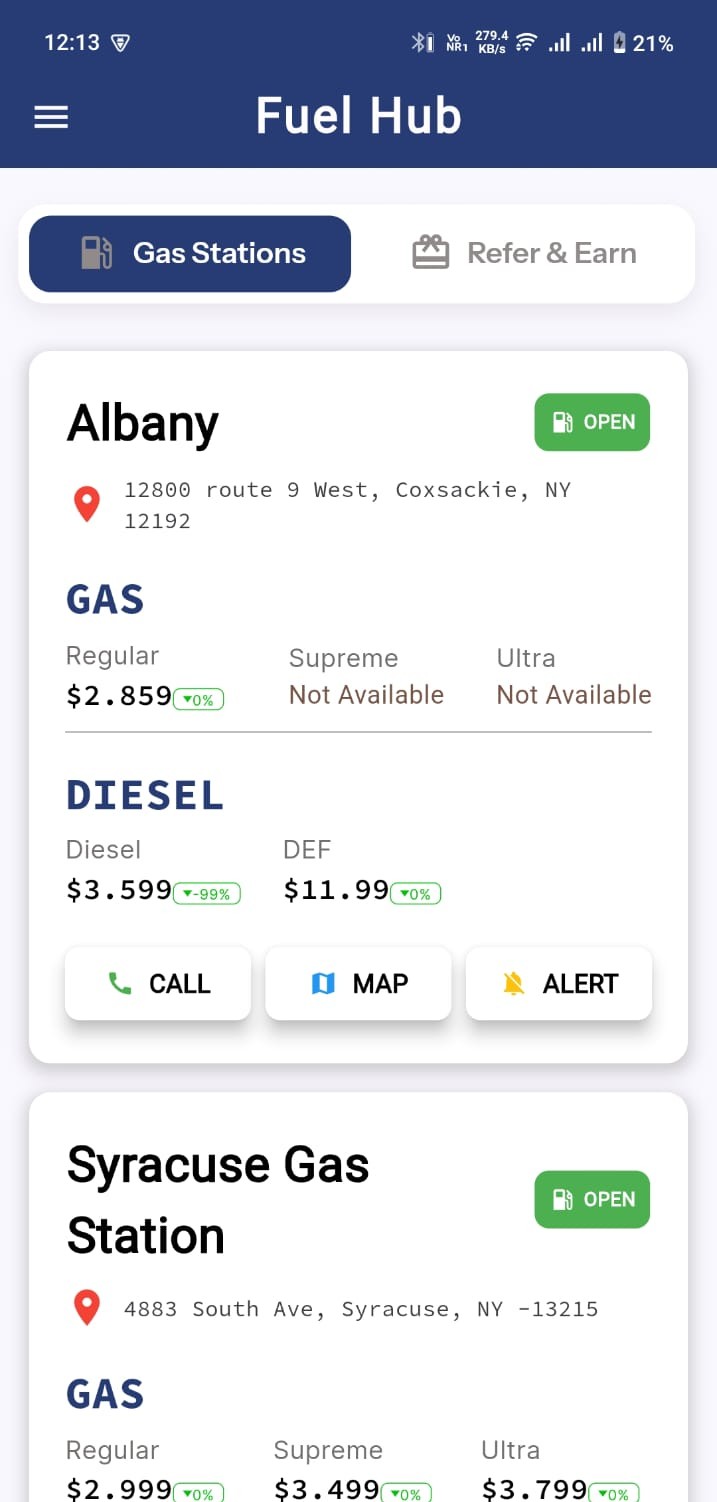 12:13 Vo NR1 279.4 KB/s 21%
Fuel Hub
Gas Stations Refer & Earn
Albany OPEN
12800 route 9 West, Coxsackie, NY
12192
GAS
Regular Supreme Ultra
$2.859 ▼0% Not Available Not Available
DIESEL
Diesel DEF
$3.599 ▼-99% $11.99 ▼0%
CALL MAP ALERT
Syracuse Gas
Station OPEN
4883 South Ave, Syracuse, NY -13215
GAS
Regular Supreme Ultra
$2.999 ▼0% $3.499 ▼0% $3.799 ▼0%